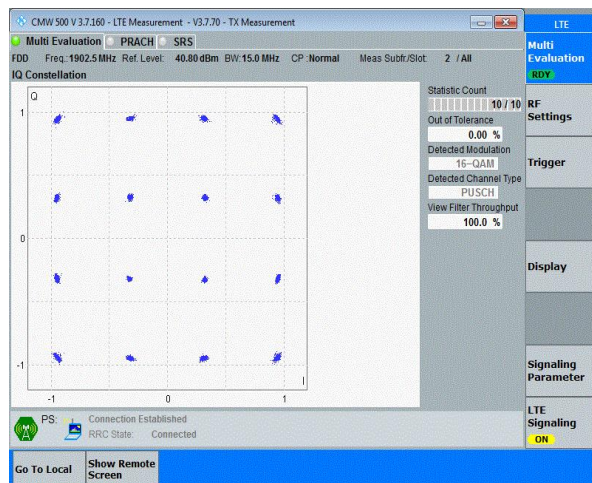 CMW 500 V 3.7.160 - LTE Measurement - V3.7.70 - TX Measurement
LTE
Multi Evaluation PRACH SRS
Multi
Evaluation
RDY
FDD Freq.:1902.5 MHz Ref. Level: 40.80 dBm BW:15.0 MHz CP :Normal Meas Subfr./Slot: 2 / All
IQ Constellation
Q
1
0
-1
-1 0 1
I
Statistic Count
10 / 10
Out of Tolerance
0.00 %
Detected Modulation
16-QAM
Detected Channel Type
PUSCH
View Filter Throughput
100.0 %
RF
Settings
Trigger
Display
Signaling
Parameter
LTE
Signaling
ON
PS: Connection Established
RRC State: Connected
Go To Local
Show Remote
Screen